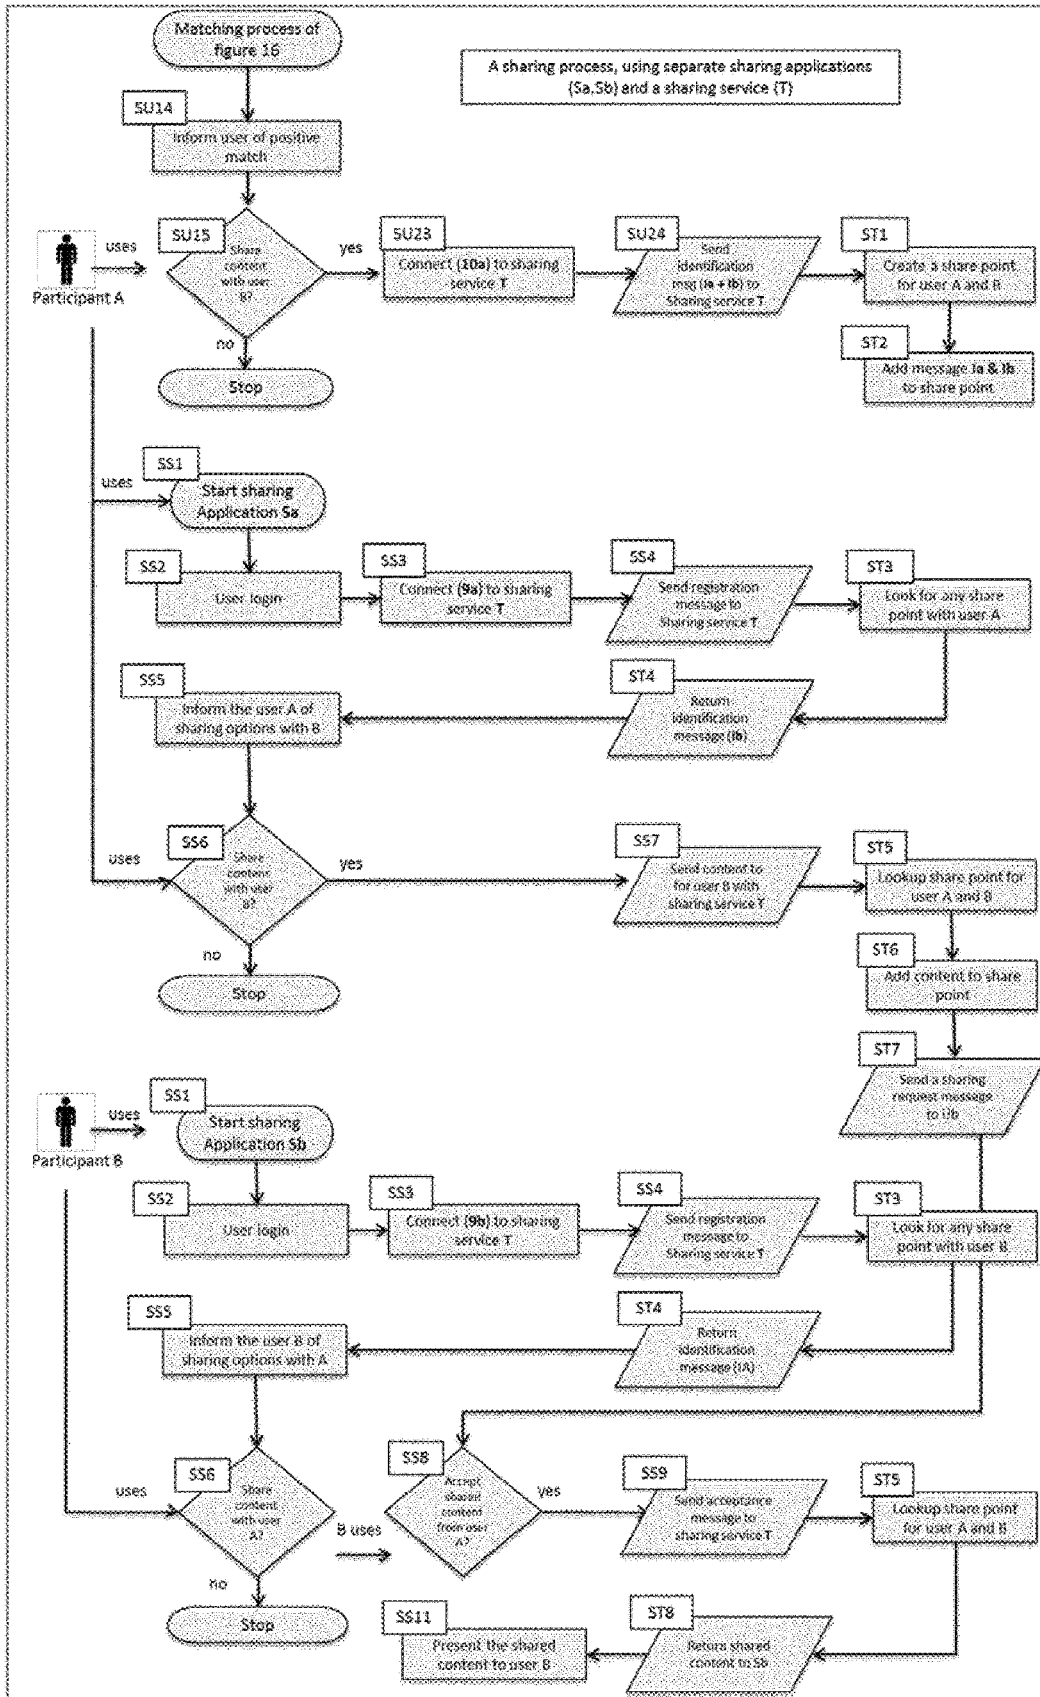 Matching process of
figure 16
A sharing process, using separate sharing applications
(Sa,Sb) and a sharing service (T)
SU14
Inform user of positive
match
Participant A
uses
SU15
Share
content
with user
B?
yes
no
Stop
SU23
Connect (10a) to sharing
service T
SU24
Send
identification
msg (Ia + Ib) to
Sharing service T
ST1
Create a share point
for user A and B
ST2
Add message Ia & Ib
to share point
uses
SS1
Start sharing
Application Sa
SS2
User login
SS3
Connect (9a) to sharing
service T
SS4
Send registration
message to
Sharing service T
ST3
Look for any share
point with user A
SS5
Inform the user A of
sharing options with B
ST4
Return
identification
message (Ib)
uses
SS6
Share
content
with user
B?
yes
no
Stop
SS7
Send content to
for user B with
sharing service T
ST5
Lookup share point for
user A and B
ST6
Add content to share
point
ST7
Send a sharing
request message
to Ub
Participant B
uses
SS1
Start sharing
Application Sb
SS2
User login
SS3
Connect (9b) to sharing
service T
SS4
Send registration
message to
Sharing service T
ST3
Look for any share
point with user B
SS5
Inform the user B of
sharing options with A
ST4
Return
identification
message (IA)
uses
SS6
Share
content
with user
A?
no
Stop
B uses
SS8
Accept
shared
content
from user
A?
yes
SS9
Send acceptance
message to
sharing service T
ST5
Lookup share point
for user A and B
SS11
Present the shared
content to user B
ST8
Return shared
content to Sb